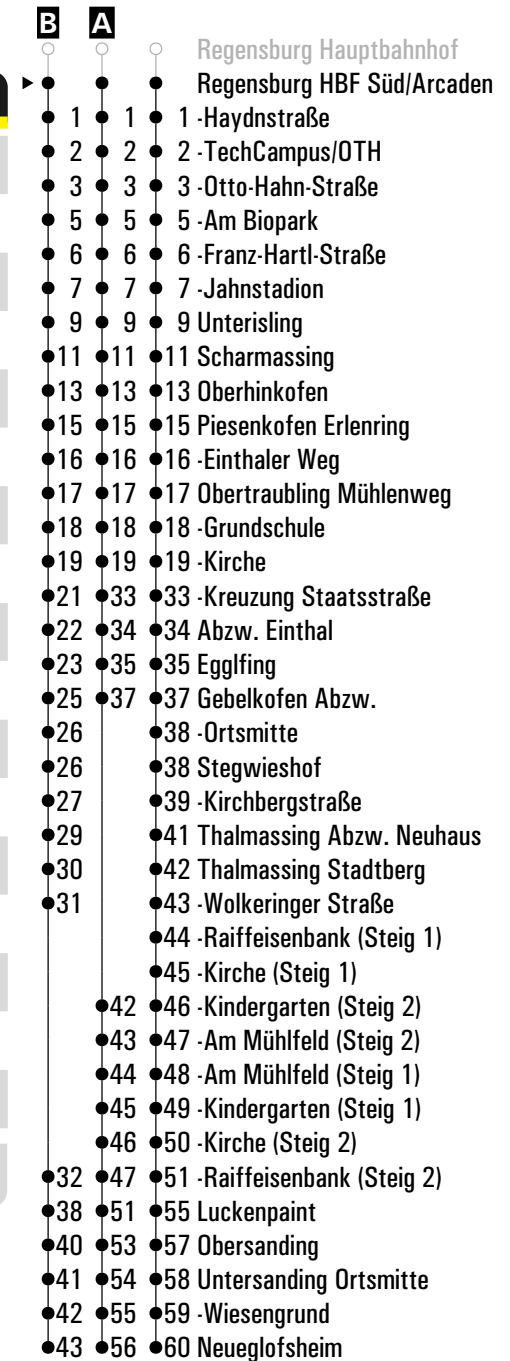 B A
Regensburg Hauptbahnhof
Regensburg HBF Süd/Arcaden
1 1 1 -Haydnstraße
2 2 2 -TechCampus/OTH
3 3 3 -Otto-Hahn-Straße
5 5 5 -Am Biopark
6 6 6 -Franz-Hartl-Straße
7 7 7 -Jahnstadion
9 9 9 Unterisling
11 11 11 Scharmassing
13 13 13 Oberhinkofen
15 15 15 Piesenkofen Erlenring
16 16 16 -Einthaler Weg
17 17 17 Obertraubling Mühlenweg
18 18 18 -Grundschule
19 19 19 -Kirche
21 33 33 -Kreuzung Staatsstraße
22 34 34 Abzw. Einthal
23 35 35 Egglfing
25 37 37 Gebelkofen Abzw.
26 38 -Ortsmitte
26 38 Stegwieshof
27 39 -Kirchbergstraße
29 41 Thalmassing Abzw. Neuhaus
30 42 Thalmassing Stadtberg
31 43 -Wolkeringer Straße
44 -Raiffeisenbank (Steig 1)
45 -Kirche (Steig 1)
42 46 -Kindergarten (Steig 2)
43 47 -Am Mühlfeld (Steig 2)
44 48 -Am Mühlfeld (Steig 1)
45 49 -Kindergarten (Steig 1)
46 50 -Kirche (Steig 2)
32 47 51 -Raiffeisenbank (Steig 2)
38 51 55 Luckenpaint
40 53 57 Obersanding
41 54 58 Untersanding Ortsmitte
42 55 59 -Wiesengrund
43 56 60 Neueglofsheim